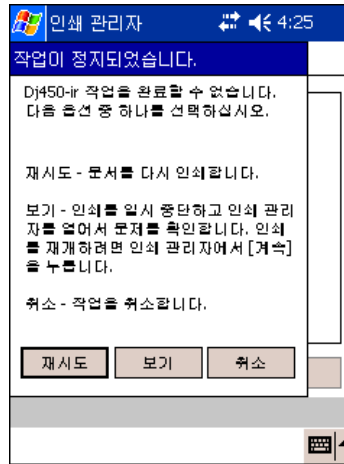 인쇄 관리자 4:25
작업이 정지되었습니다.
Dj450-ir 작업을 완료할 수 없습니다.
다음 옵션 중 하나를 선택하십시오.
재시도 - 문서를 다시 인쇄합니다.
보기 - 인쇄를 일시 중단하고 인쇄 관리
자를 열어서 문제를 확인합니다. 인쇄
를 재개하려면 인쇄 관리자에서 [계속]
을 누릅니다.
취소 - 작업을 취소합니다.
재시도 보기 취소